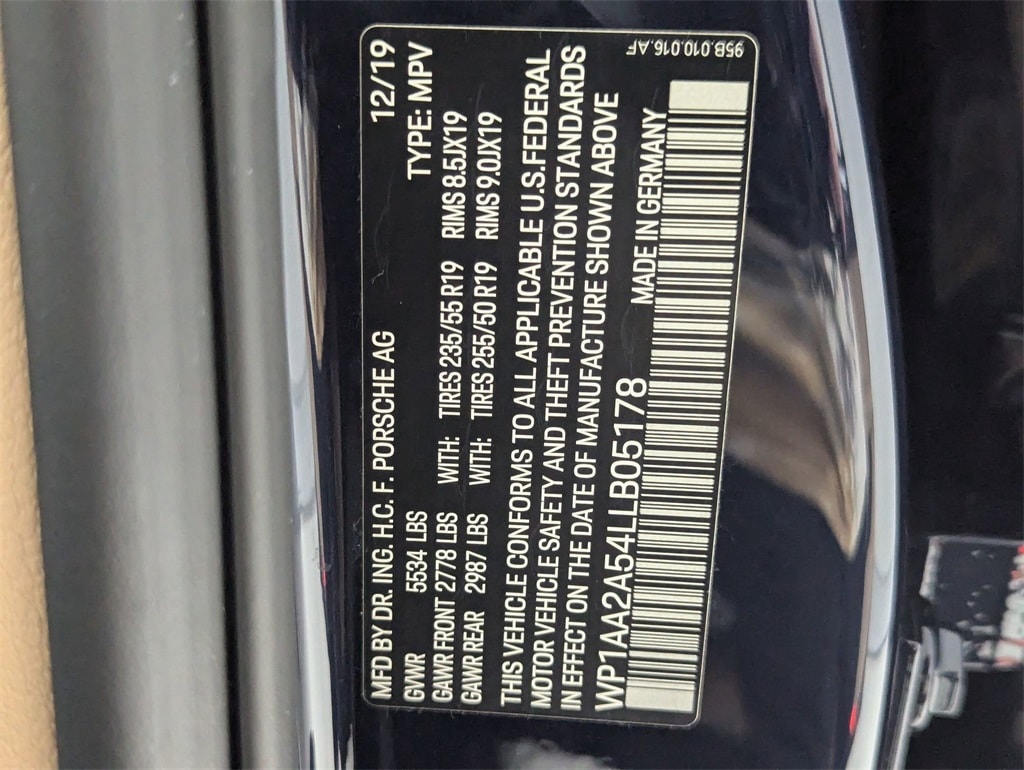 MFD BY DR. ING. H.C. F. PORSCHE AG 12/19
GVWR 5534 LBS TYPE: MPV
GAWR FRONT 2778 LBS WITH: TIRES 235/55 R19 RIMS 8.5JX19
GAWR REAR 2987 LBS WITH: TIRES 255/50 R19 RIMS 9.0JX19
THIS VEHICLE CONFORMS TO ALL APPLICABLE U.S.FEDERAL
MOTOR VEHICLE SAFETY AND THEFT PREVENTION STANDARDS
IN EFFECT ON THE DATE OF MANUFACTURE SHOWN ABOVE
MADE IN GERMANY
WP1AA2A54LLB05178
95B.010.016.AF